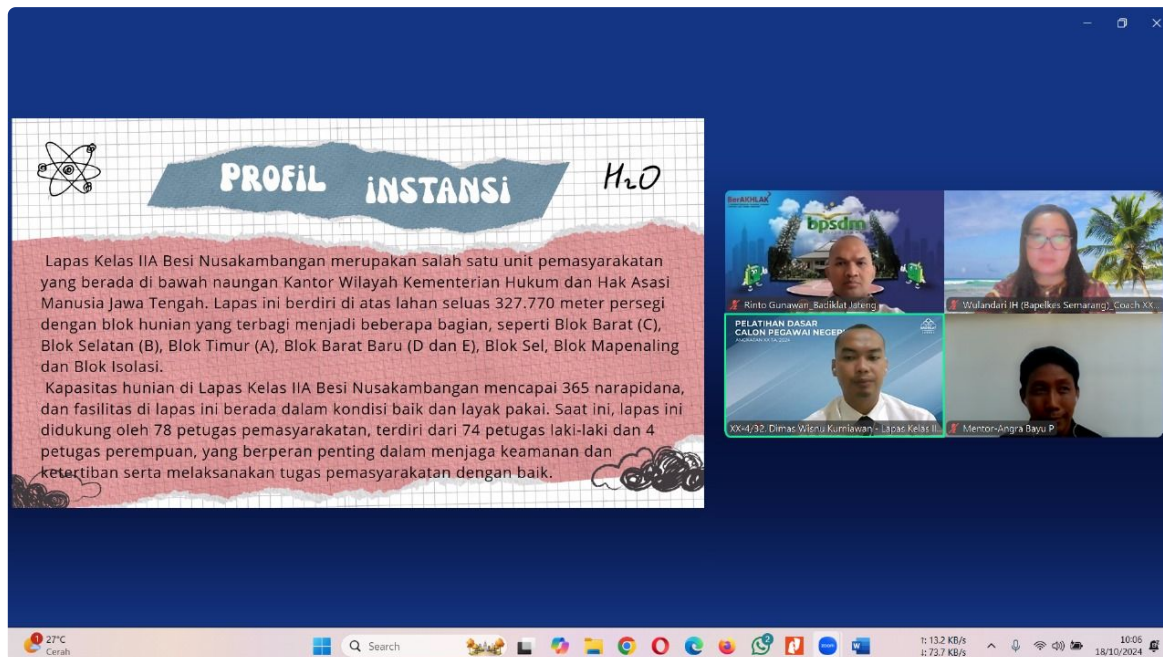 PROFIL INSTANSI
H2O
Lapas Kelas IIA Besi Nusakambangan merupakan salah satu unit pemasyarakatan
yang berada di bawah naungan Kantor Wilayah Kementerian Hukum dan Hak Asasi
Manusia Jawa Tengah. Lapas ini berdiri di atas lahan seluas 327.770 meter persegi
dengan blok hunian yang terbagi menjadi beberapa bagian, seperti Blok Barat (C),
Blok Selatan (B), Blok Timur (A), Blok Barat Baru (D dan E), Blok Sel, Blok Mapenaling
dan Blok Isolasi.
Kapasitas hunian di Lapas Kelas IIA Besi Nusakambangan mencapai 365 narapidana,
dan fasilitas di lapas ini berada dalam kondisi baik dan layak pakai. Saat ini, lapas ini
didukung oleh 78 petugas pemasyarakatan, terdiri dari 74 petugas laki-laki dan 4
petugas perempuan, yang berperan penting dalam menjaga keamanan dan
ketertiban serta melaksanakan tugas pemasyarakatan dengan baik.
BerAKHLAK
bpsdm
Rinto Gunawan_Badiklat Jateng
Wulandari IH (Bapelkes Semarang)_Coach XX...
PELATIHAN DASAR
CALON PEGAWAI NEGERI
XX-4/32. Dimas Wisnu Kurniawan - Lapas Kelas II...
Mentor-Angra Bayu P
1
27°C
Cerah
Search
2
zoom
W
↑: 13.2 KB/s
↓: 73.7 KB/s
10:06
18/10/2024